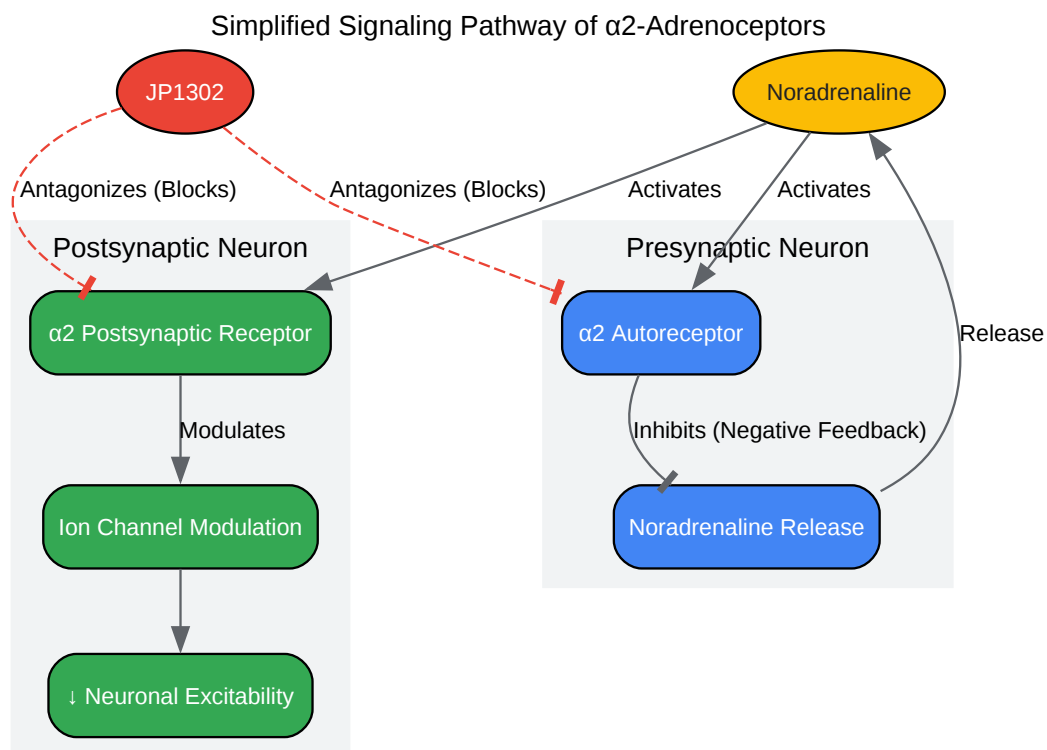 Simplified Signaling Pathway of α2-Adrenoceptors
JP1302
Noradrenaline
Antagonizes (Blocks)
Antagonizes (Blocks)
Activates
Activates
Postsynaptic Neuron
Presynaptic Neuron
α2 Postsynaptic Receptor
α2 Autoreceptor
Release
Modulates
Inhibits (Negative Feedback)
Ion Channel Modulation
Noradrenaline Release
↓ Neuronal Excitability